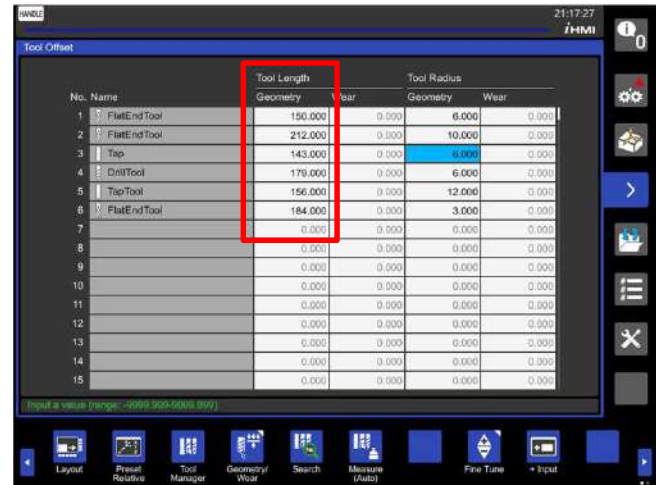 HANDLE
21:17:27
iHMI
0
Tool Offset
Tool Length Tool Radius
No. Name Geometry Wear Geometry Wear
1 FlatEndTool 150.000 0.000 6.000 0.000
2 FlatEndTool 212.000 0.000 10.000 0.000
3 Tap 143.000 0.000 6.000 0.000
4 DrillTool 179.000 0.000 6.000 0.000
5 TapTool 156.000 0.000 12.000 0.000
6 FlatEndTool 184.000 0.000 3.000 0.000
7 0.000 0.000 0.000 0.000
8 0.000 0.000 0.000 0.000
9 0.000 0.000 0.000 0.000
10 0.000 0.000 0.000 0.000
11 0.000 0.000 0.000 0.000
12 0.000 0.000 0.000 0.000
13 0.000 0.000 0.000 0.000
14 0.000 0.000 0.000 0.000
15 0.000 0.000 0.000 0.000
Input a value (range: -9999.999-9999.999)
Layout Preset Relative Tool Manager Geometry/ Wear Search Measure (Auto) Fine Tune + Input